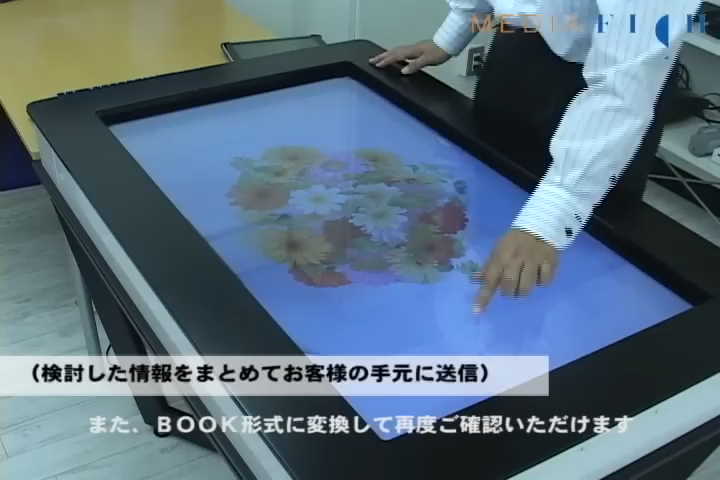 MEDIA FICH
（検討した情報をまとめてお客様の手元に送信）
また、ＢＯＯＫ形式に変換して再度ご確認いただけます